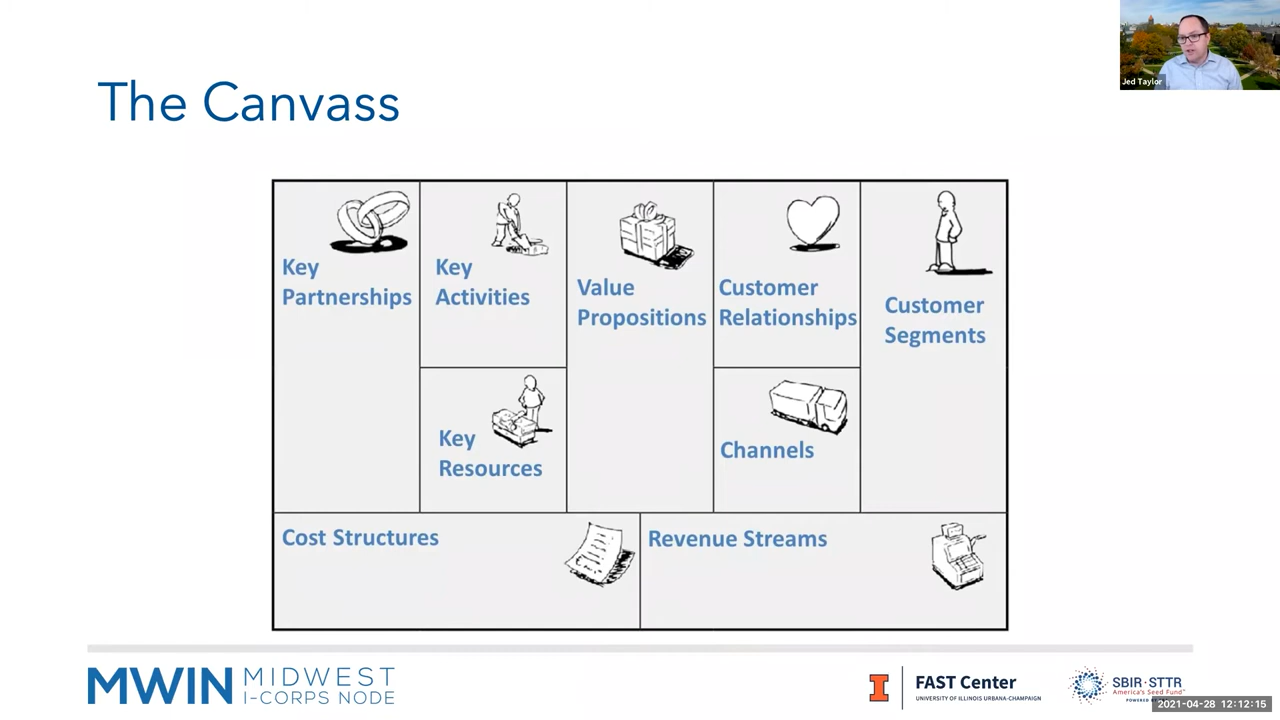 Jed Taylor
The Canvass
Key
Partnerships
Key
Activities
Value
Propositions
Customer
Relationships
Customer
Segments
Key
Resources
Channels
Cost Structures
Revenue Streams
MWIN MIDWEST
I-CORPS NODE
I
FAST Center
UNIVERSITY OF ILLINOIS URBANA-CHAMPAIGN
SBIR·STTR
America's Seed Fund
POWERED
2021-04-28 12:12:15